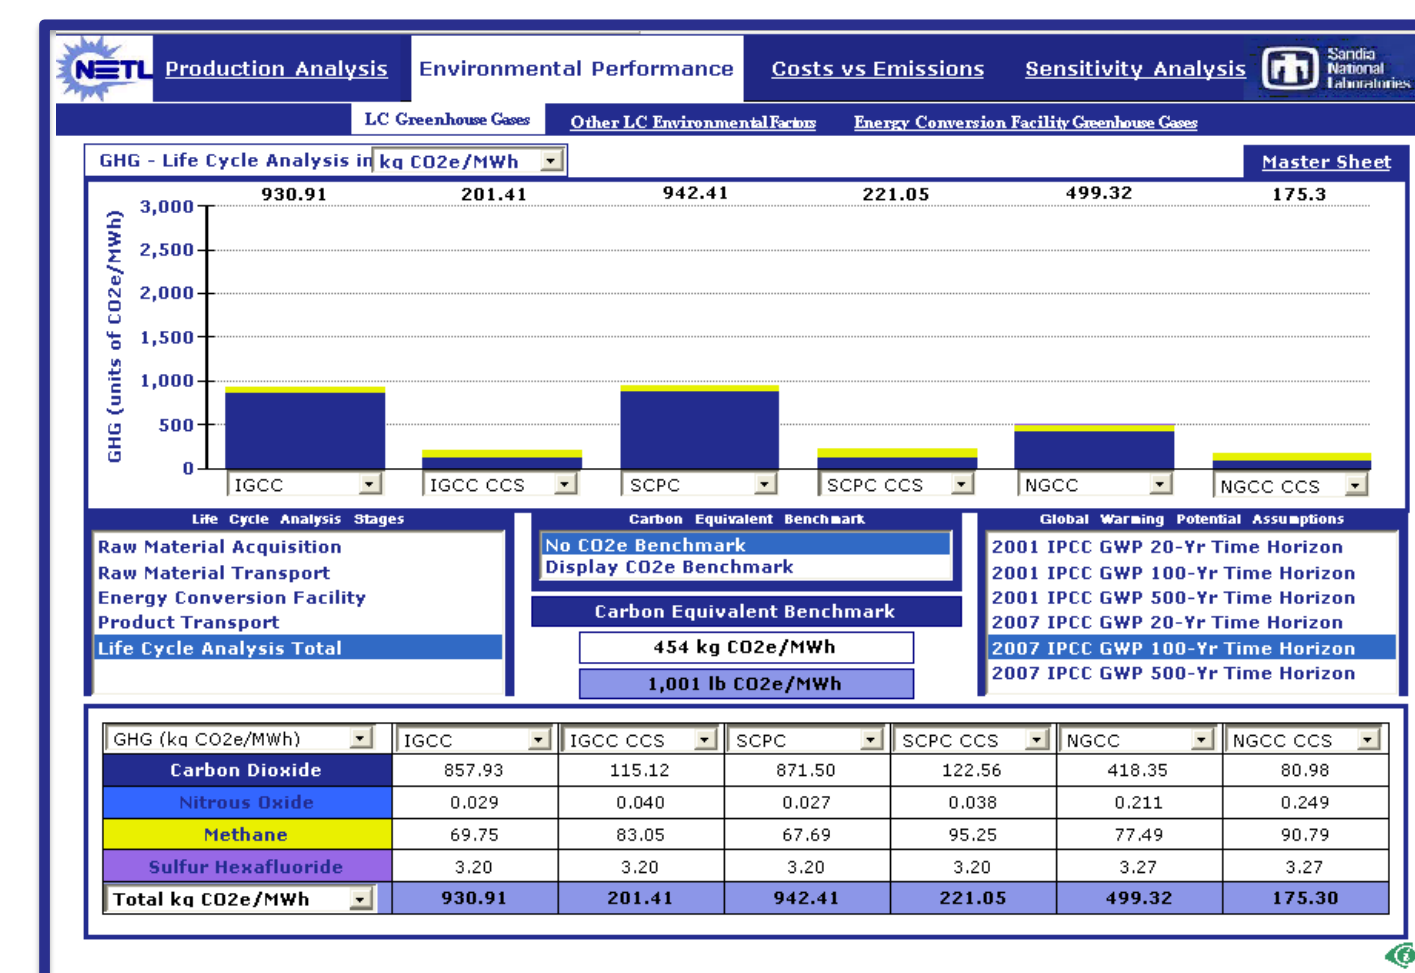 NETL Production Analysis Environmental Performance Costs vs Emissions Sensitivity Analysis Sandia National Laboratories
LC Greenhouse Gases Other LC Environmental Factors Energy Conversion Facility Greenhouse Gases
GHG - Life Cycle Analysis in kg CO2e/MWh Master Sheet
930.91 201.41 942.41 221.05 499.32 175.3
GHG (units of CO2e/MWh)
3,000
2,500
2,000
1,500
1,000
500
0
IGCC IGCC CCS SCPC SCPC CCS NGCC NGCC CCS
Life Cycle Analysis Stages
Raw Material Acquisition
Raw Material Transport
Energy Conversion Facility
Product Transport
Life Cycle Analysis Total
Carbon Equivalent Benchmark
No CO2e Benchmark
Display CO2e Benchmark
Carbon Equivalent Benchmark
454 kg CO2e/MWh
1,001 lb CO2e/MWh
Global Warming Potential Assumptions
2001 IPCC GWP 20-Yr Time Horizon
2001 IPCC GWP 100-Yr Time Horizon
2001 IPCC GWP 500-Yr Time Horizon
2007 IPCC GWP 20-Yr Time Horizon
2007 IPCC GWP 100-Yr Time Horizon
2007 IPCC GWP 500-Yr Time Horizon
GHG (kg CO2e/MWh) IGCC IGCC CCS SCPC SCPC CCS NGCC NGCC CCS
Carbon Dioxide 857.93 115.12 871.50 122.56 418.35 80.98
Nitrous Oxide 0.029 0.040 0.027 0.038 0.211 0.249
Methane 69.75 83.05 67.69 95.25 77.49 90.79
Sulfur Hexafluoride 3.20 3.20 3.20 3.20 3.27 3.27
Total kg CO2e/MWh 930.91 201.41 942.41 221.05 499.32 175.30